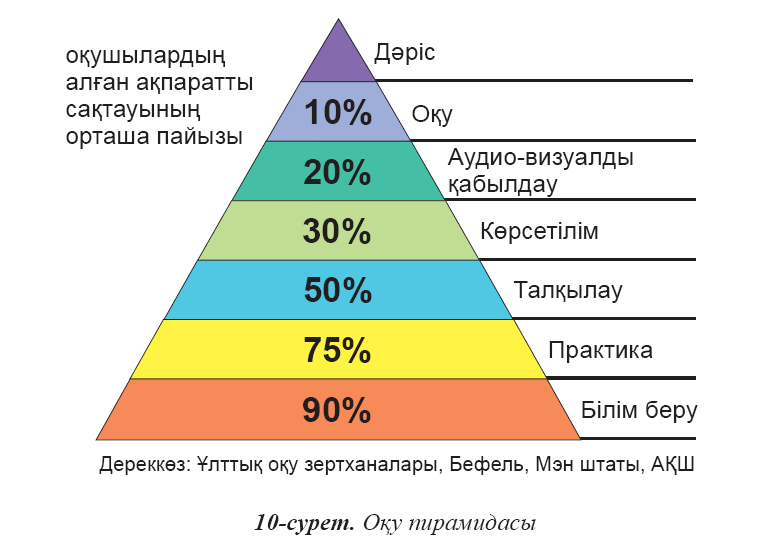 оқушылардың
алған ақпаратты
сақтауының
орташа пайызы
Дәріс
10%
Оқу
20%
Аудио-визуалды
қабылдау
30%
Көрсетілім
50%
Талқылау
75%
Практика
90%
Білім беру
Дереккөз: Ұлттық оқу зертханалары, Бефель, Мэн штаты, АҚШ
10-сурет. Оқу пирамидасы